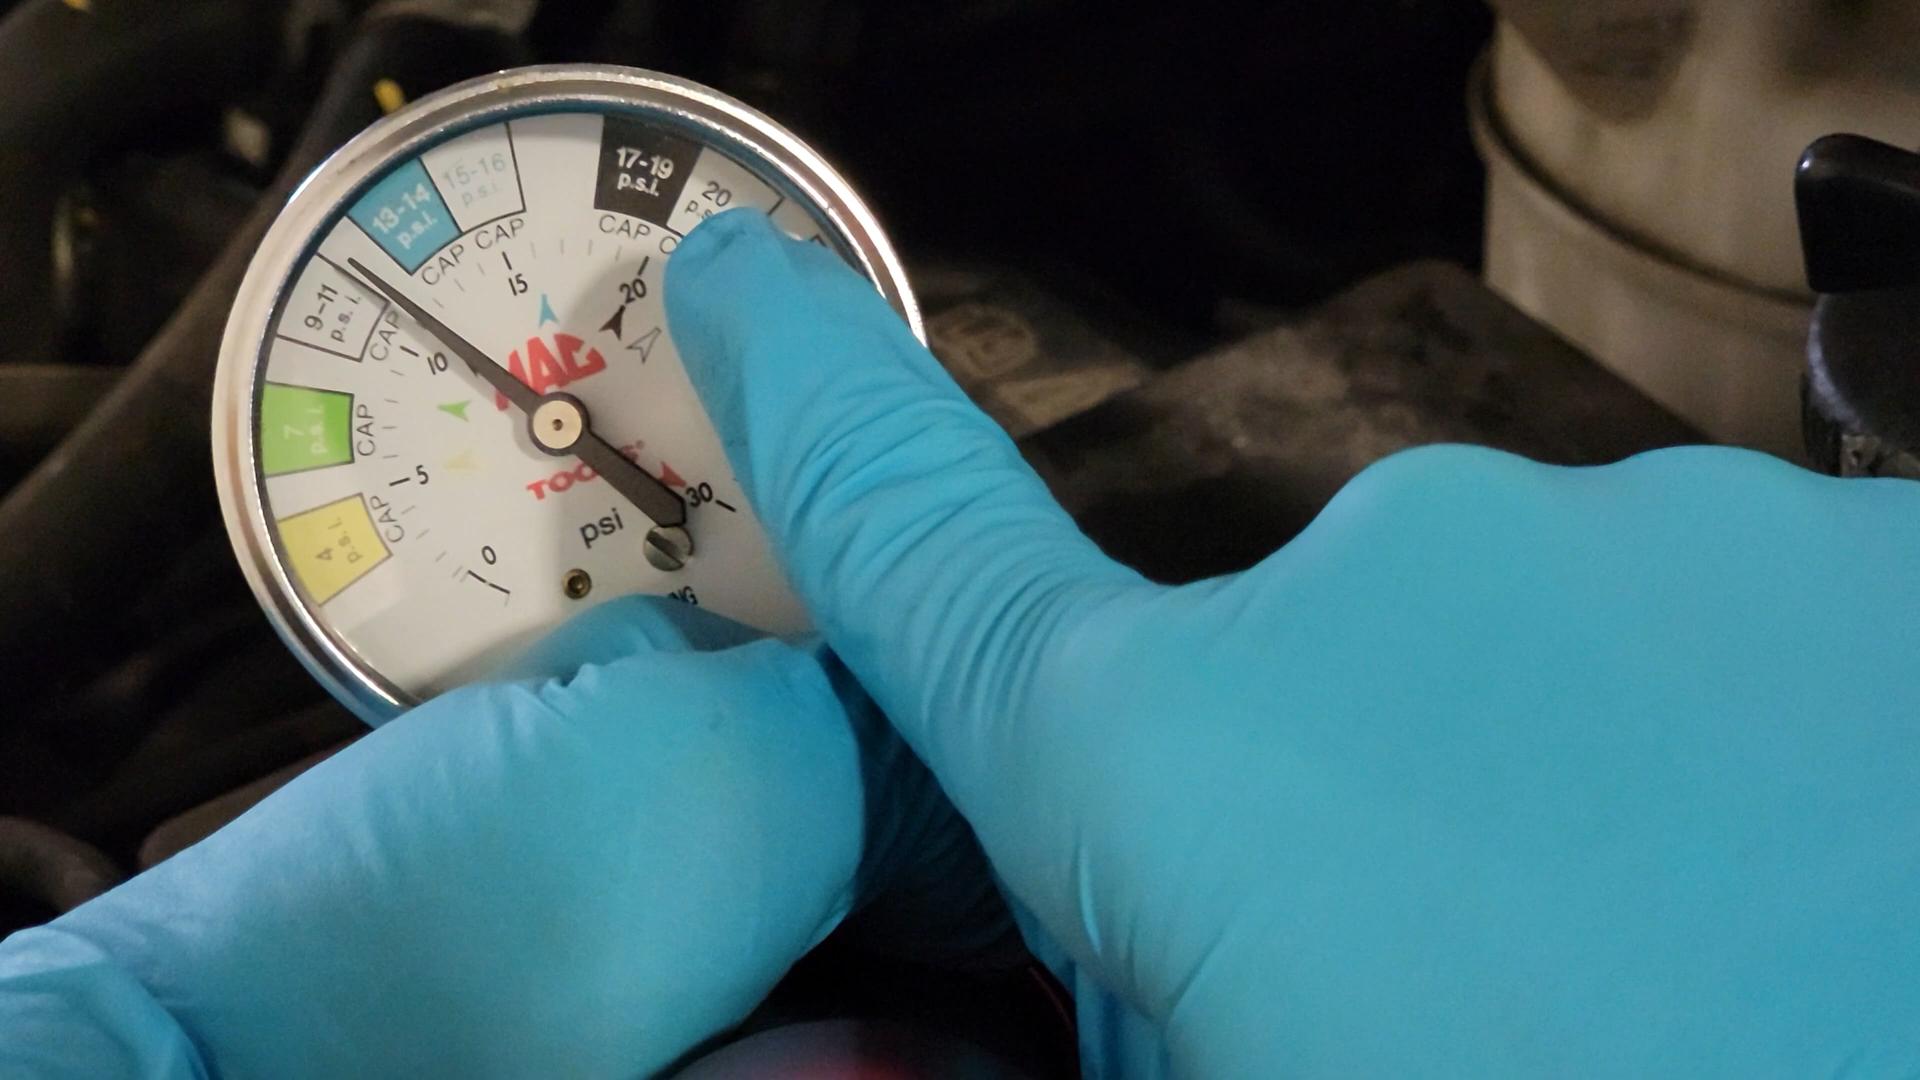 15-16
p.s.i.
17-19
p.s.i.
13-14
p.s.i.
20
CAP
CAP
CAP
9-11
p.s.i.
CAP
15
20
10
MAC
7
p.s.i.
CAP
5
TOOLS®
30
4
p.s.i.
CAP
psi
0